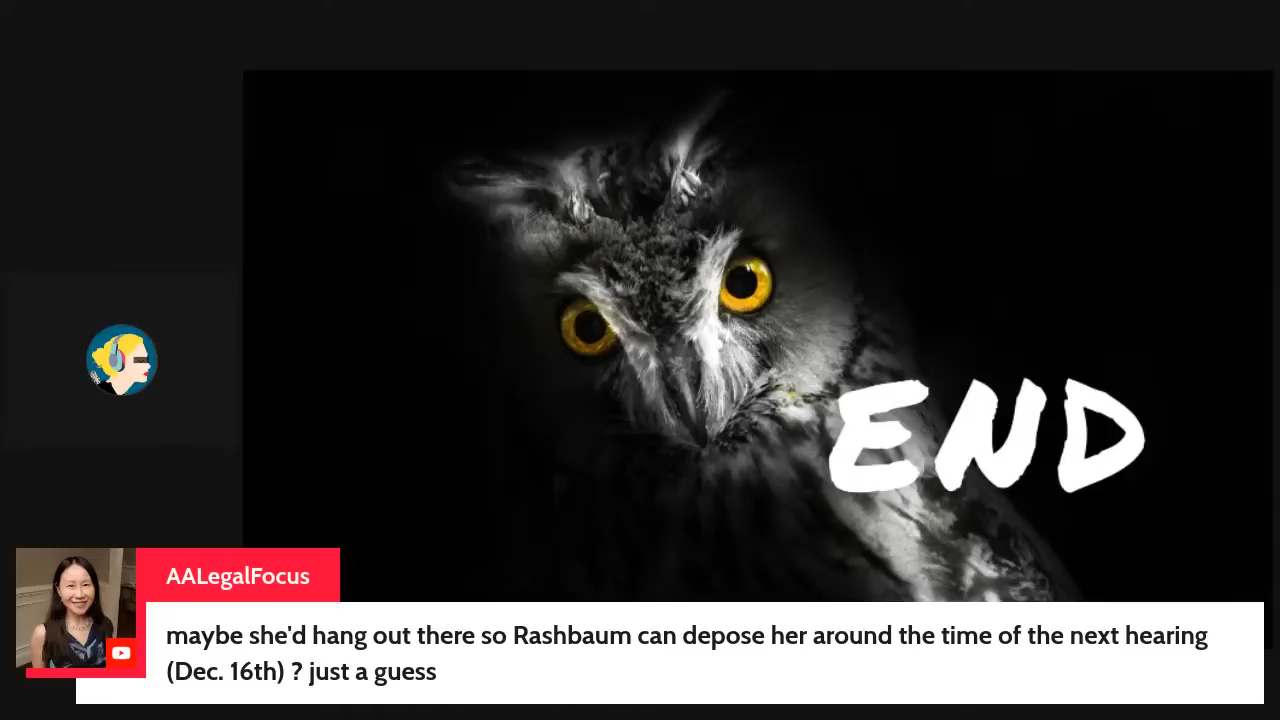 END
AALegalFocus
maybe she'd hang out there so Rashbaum can depose her around the time of the next hearing
(Dec. 16th) ? just a guess